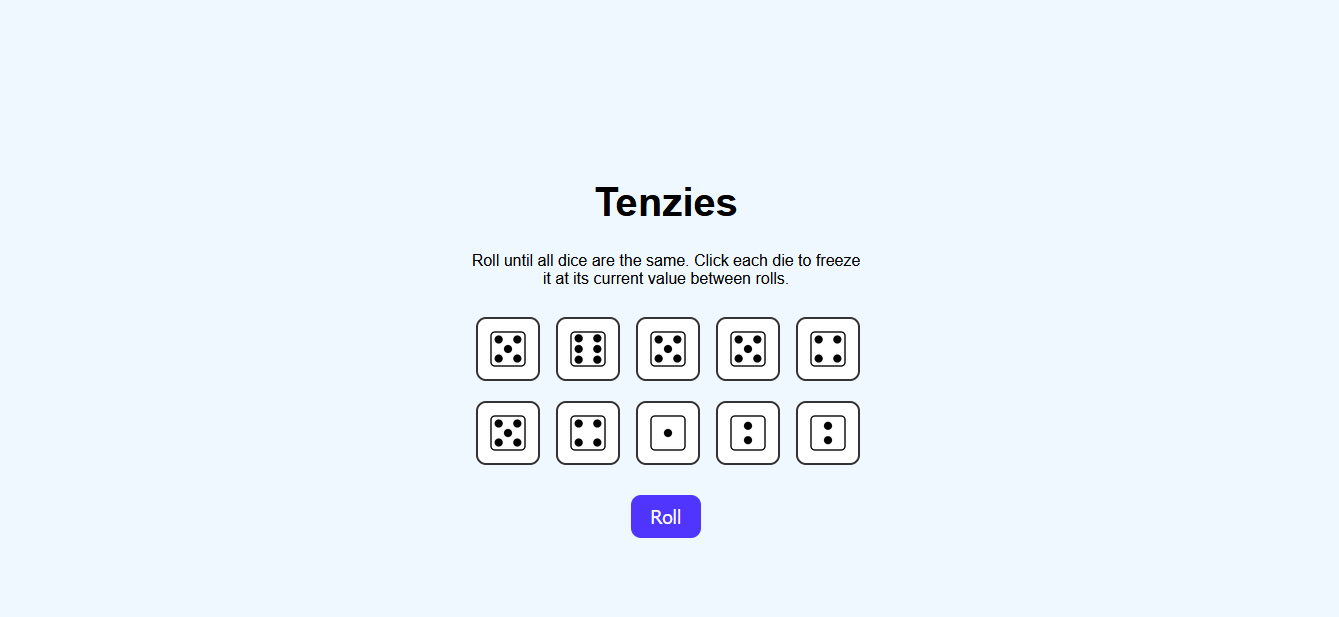 Tenzies
Roll until all dice are the same. Click each die to freeze
it at its current value between rolls.
Roll